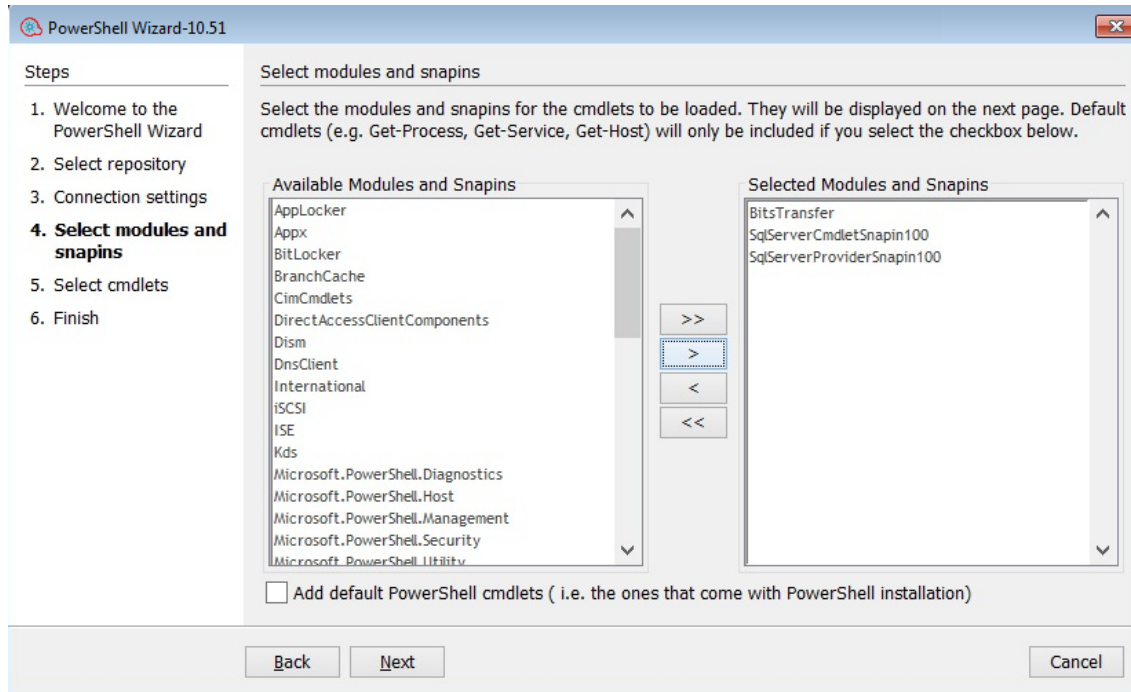 PowerShell Wizard-10.51
Steps
1. Welcome to the
PowerShell Wizard
2. Select repository
3. Connection settings
4. Select modules and
snapins
5. Select cmdlets
6. Finish
Select modules and snapins
Select the modules and snapins for the cmdlets to be loaded. They will be displayed on the next page. Default
cmdlets (e.g. Get-Process, Get-Service, Get-Host) will only be included if you select the checkbox below.
Available Modules and Snapins
AppLocker
Appx
BitLocker
BranchCache
CimCmdlets
DirectAccessClientComponents
Dism
DnsClient
International
iSCSI
ISE
Kds
Microsoft.PowerShell.Diagnostics
Microsoft.PowerShell.Host
Microsoft.PowerShell.Management
Microsoft.PowerShell.Security
Microsoft.PowerShell.Utility
>>
>
<
<<
Selected Modules and Snapins
BitsTransfer
SqlServerCmdletSnapin100
SqlServerProviderSnapin100
Add default PowerShell cmdlets ( i.e. the ones that come with PowerShell installation)
Back
Next
Cancel